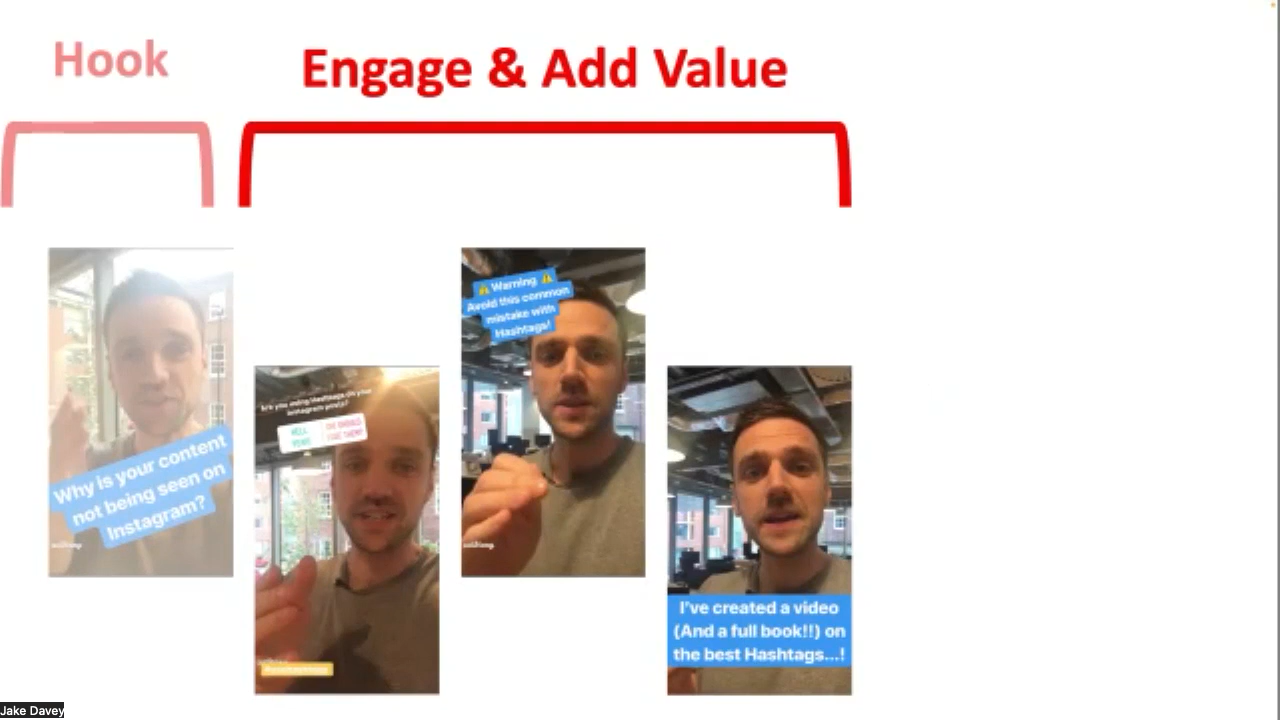 Hook
Engage & Add Value
Why is your content
not being seen on
Instagram?
Are you using Hashtags on your
Instagram posts?
HELL
YEAH!
⚠️ Warning ⚠️
Avoid this common
mistake with
Hashtags!
I've created a video
(And a full book!!) on
the best Hashtags...!
Jake Davey